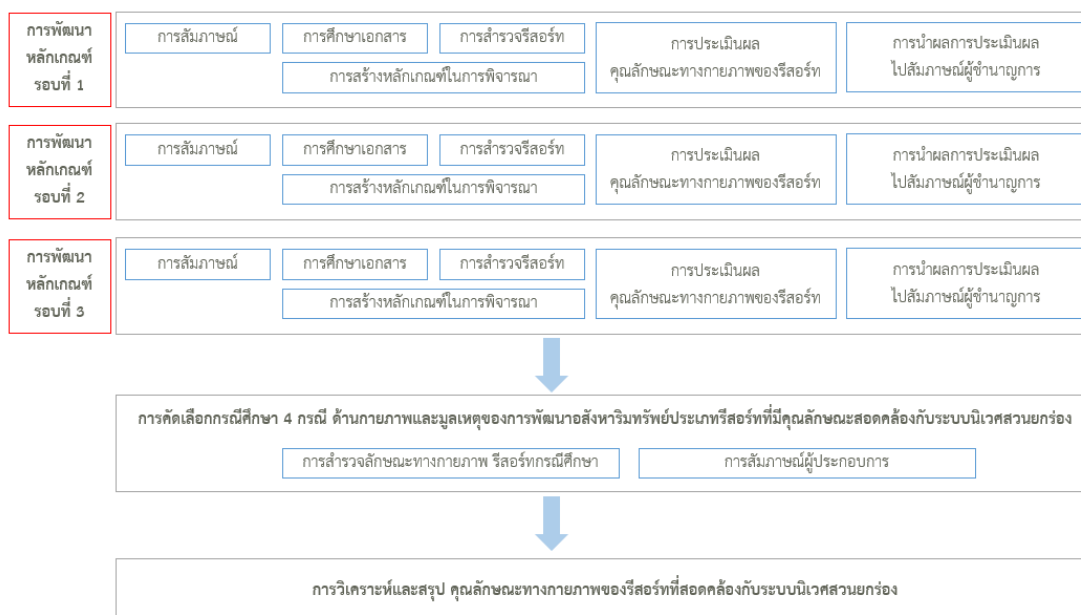 การพัฒนา
หลักเกณฑ์
รอบที่ 1
การสัมภาษณ์
การศึกษาเอกสาร
การสำรวจรีสอร์ท
การสร้างหลักเกณฑ์ในการพิจารณา
การประเมินผล
คุณลักษณะทางกายภาพของรีสอร์ท
การนำผลการประเมินผล
ไปสัมภาษณ์ผู้ชำนาญการ
การพัฒนา
หลักเกณฑ์
รอบที่ 2
การสัมภาษณ์
การศึกษาเอกสาร
การสำรวจรีสอร์ท
การสร้างหลักเกณฑ์ในการพิจารณา
การประเมินผล
คุณลักษณะทางกายภาพของรีสอร์ท
การนำผลการประเมินผล
ไปสัมภาษณ์ผู้ชำนาญการ
การพัฒนา
หลักเกณฑ์
รอบที่ 3
การสัมภาษณ์
การศึกษาเอกสาร
การสำรวจรีสอร์ท
การสร้างหลักเกณฑ์ในการพิจารณา
การประเมินผล
คุณลักษณะทางกายภาพของรีสอร์ท
การนำผลการประเมินผล
ไปสัมภาษณ์ผู้ชำนาญการ
การคัดเลือกกรณีศึกษา 4 กรณี ด้านกายภาพและมูลเหตุของการพัฒนาอสังหาริมทรัพย์ประเภทรีสอร์ทที่มีคุณลักษณะสอดคล้องกับระบบนิเวศสวนยกร่อง
การสำรวจลักษณะทางกายภาพ รีสอร์ทกรณีศึกษา
การสัมภาษณ์ผู้ประกอบการ
การวิเคราะห์และสรุป คุณลักษณะทางกายภาพของรีสอร์ทที่สอดคล้องกับระบบนิเวศสวนยกร่อง